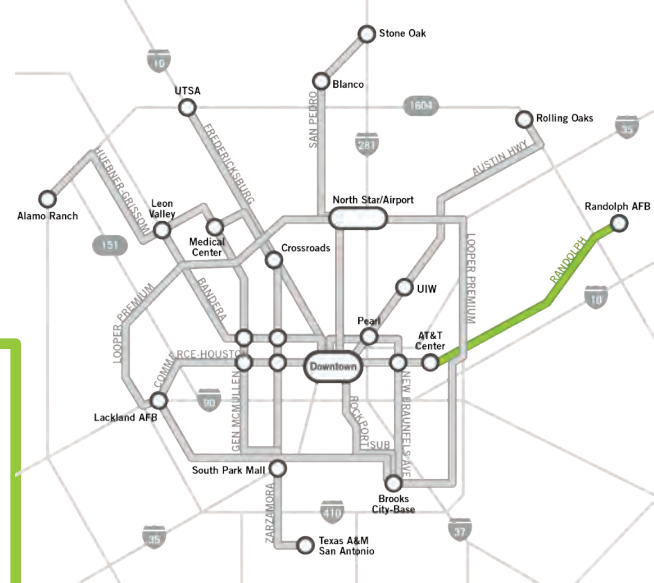 Stone Oak
10
Blanco
UTSA
1604
SAN PEDRO
Rolling Oaks
FREDERICKSBURG
35
281
AUSTIN HWY
HUEBNER-GRISSOM
Leon
Valley
North Star/Airport
Randolph AFB
Alamo Ranch
Medical
Center
151
Crossroads
LOOPER PREMIUM
RANDOLPH
UIW
10
BANDERA
LOOPER PREMIUM
Pearl
AT&T
Center
COMMERCE-HOUSTON
Downtown
90
Lackland AFB
GEN MCMULLEN
ROCKPORT
SUB
NEW BRAUNFELS AVE
South Park Mall
Brooks
City-Base
ZARZAMORA
410
35
37
Texas A&M
San Antonio